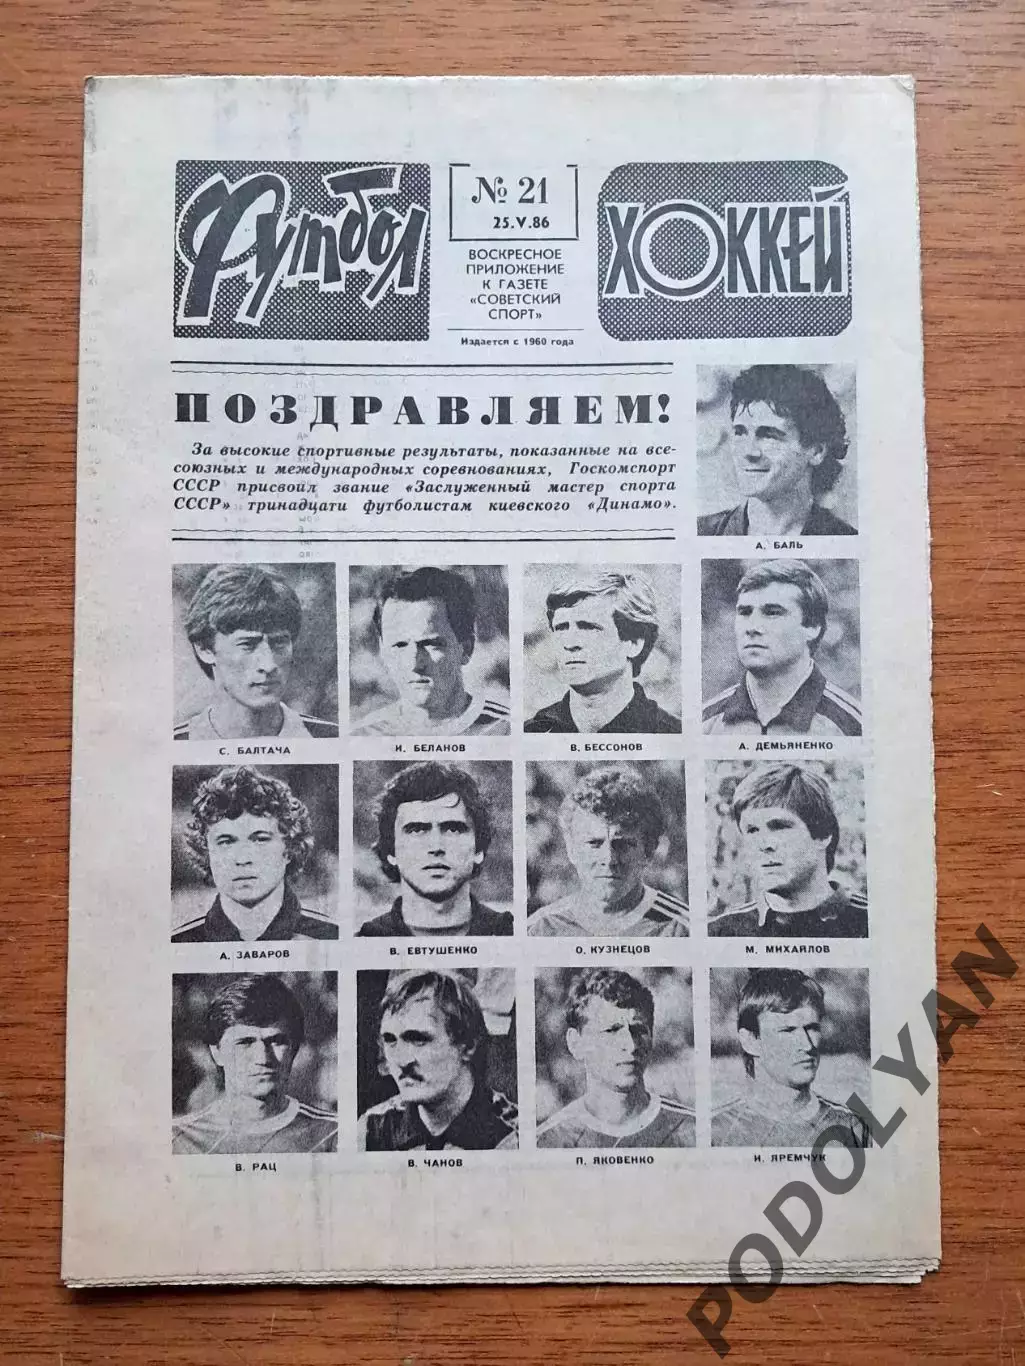 Футбол
№ 21
25.V.86
ВОСКРЕСНОЕ
ПРИЛОЖЕНИЕ
К ГАЗЕТЕ
«СОВЕТСКИЙ
СПОРТ»
Издается с 1960 года
ХОККЕЙ
ПОЗДРАВЛЯЕМ!
За высокие спортивные результаты, показанные на все-
союзных и международных соревнованиях, Госкомспорт
СССР присвоил звание «Заслуженный мастер спорта
СССР» тринадцати футболистам киевского «Динамо».
А. БАЛЬ
С. БАЛТАЧА
И. БЕЛАНОВ
В. БЕССОНОВ
А. ДЕМЬЯНЕНКО
А. ЗАВАРОВ
В. ЕВТУШЕНКО
О. КУЗНЕЦОВ
М. МИХАЙЛОВ
В. РАЦ
В. ЧАНОВ
П. ЯКОВЕНКО
И. ЯРЕМЧУК
PODOLYAN